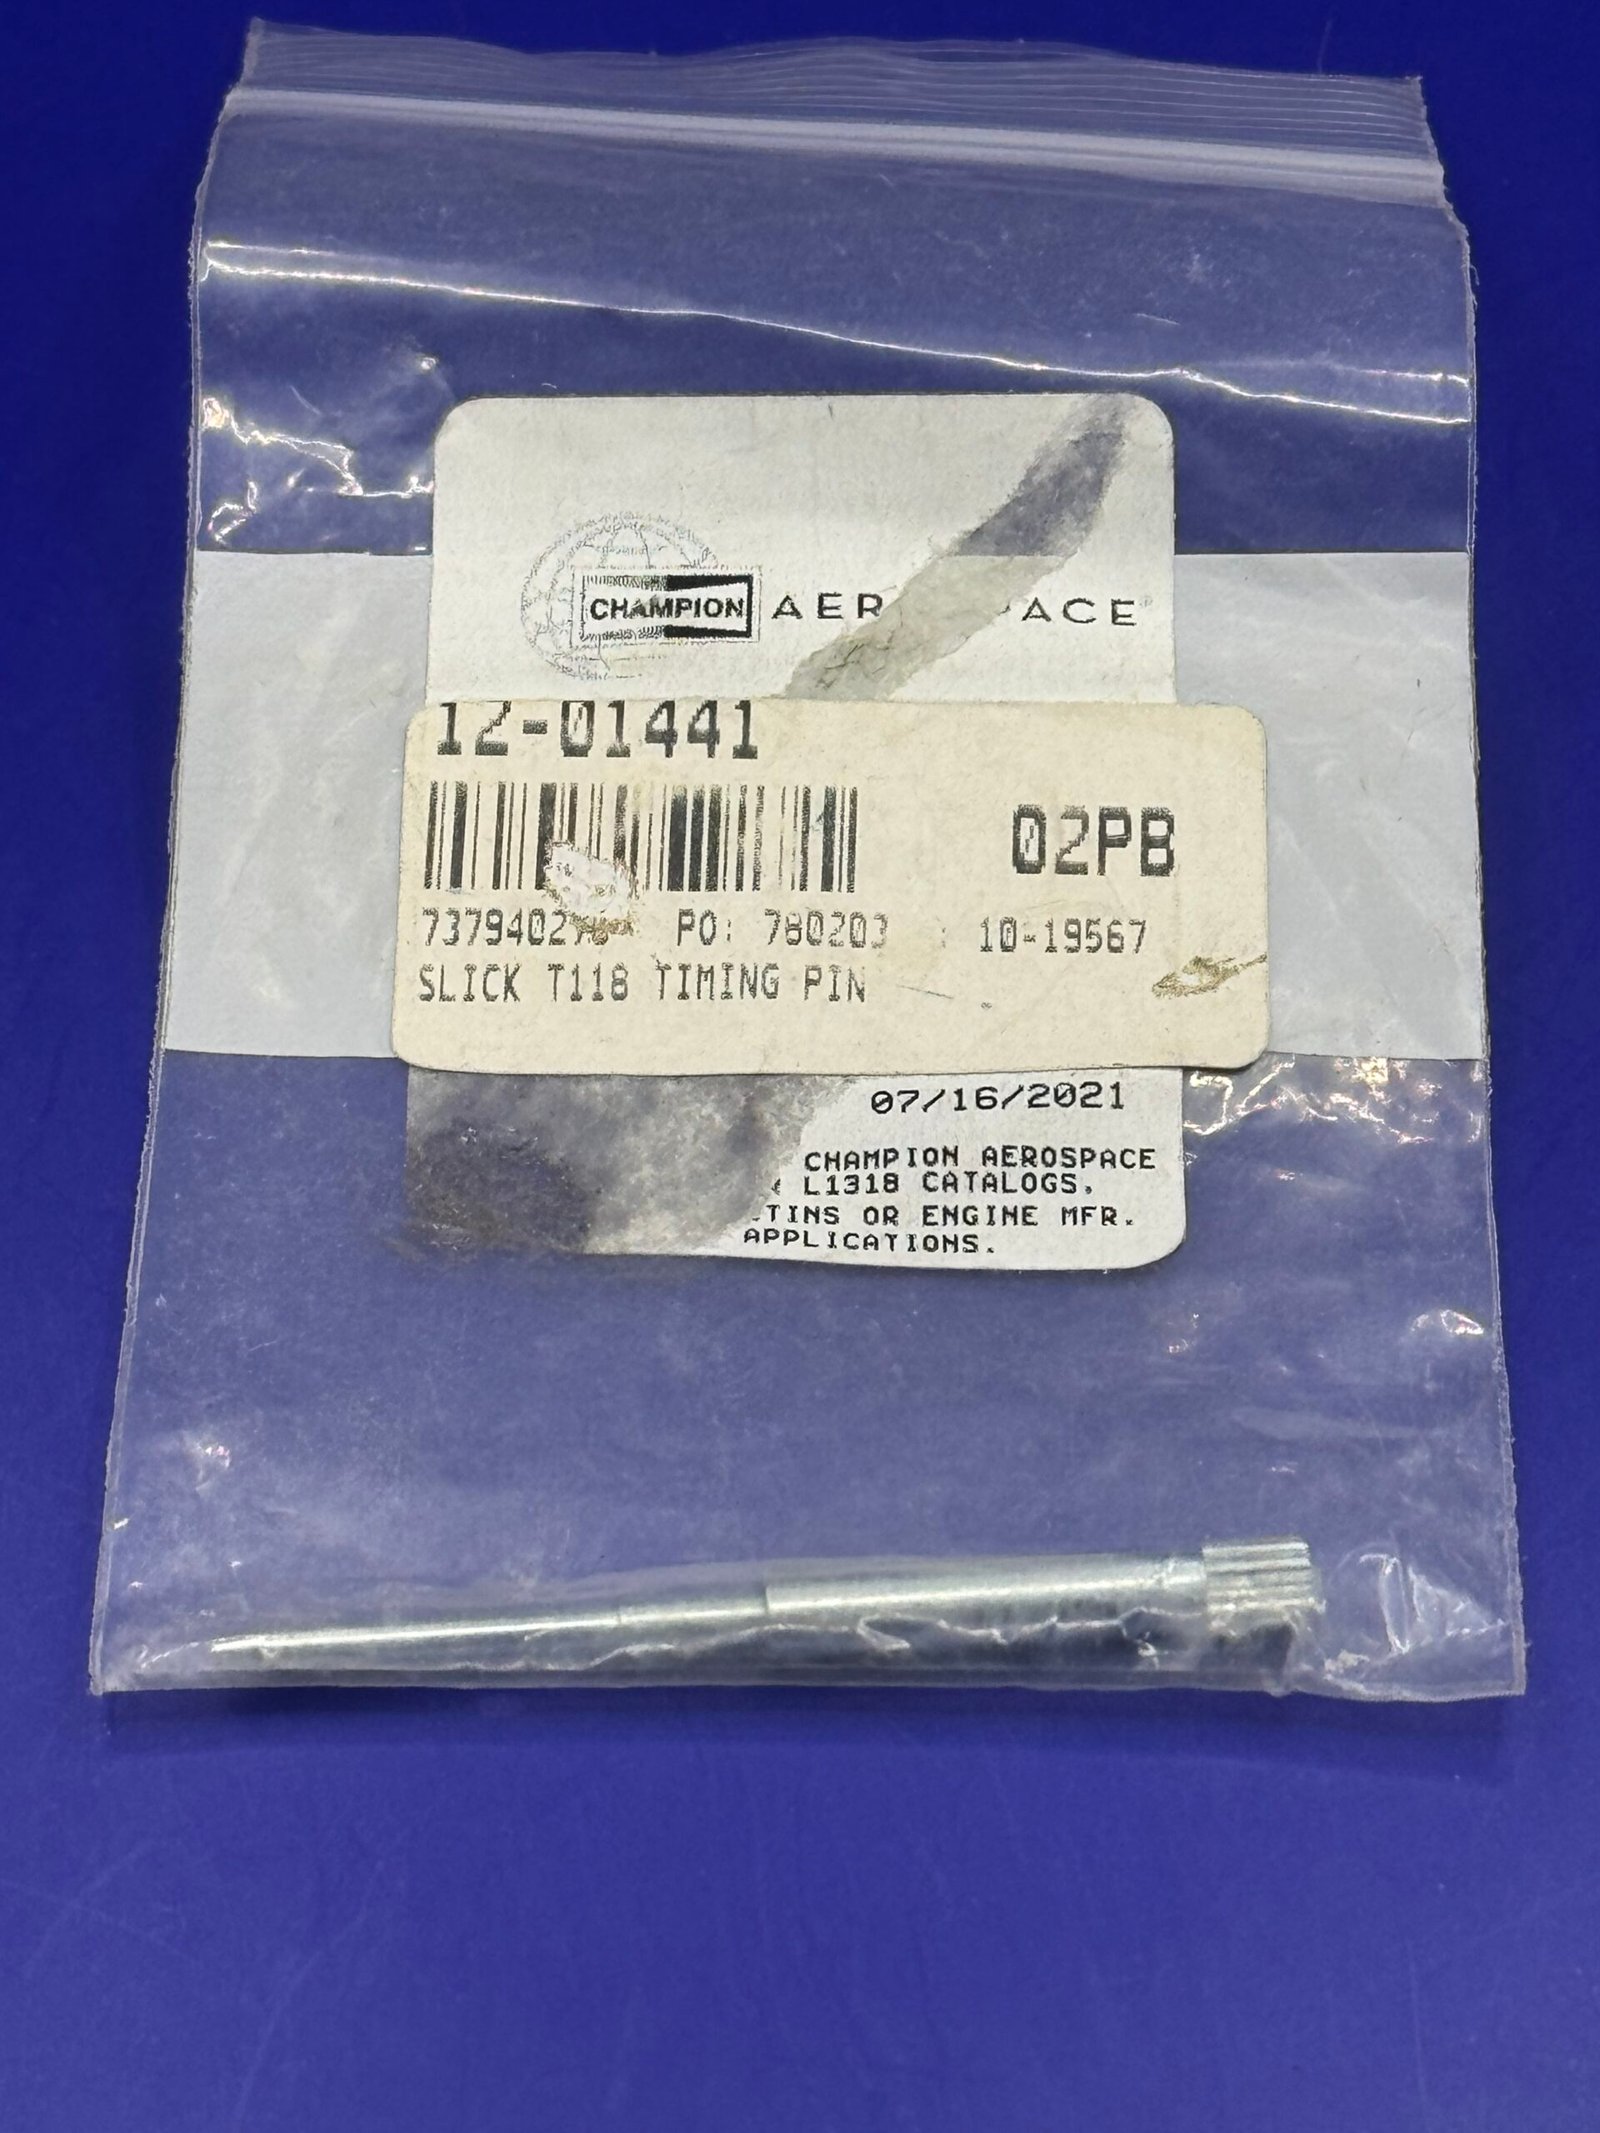 CHAMPION AER PACE
12-01441
02PB
PO: 780203 10-19567
SLICK T118 TIMING PIN
07/16/2021
CHAMPION AEROSPACE
L1318 CATALOGS.
TINS OR ENGINE MFR.
APPLICATIONS.